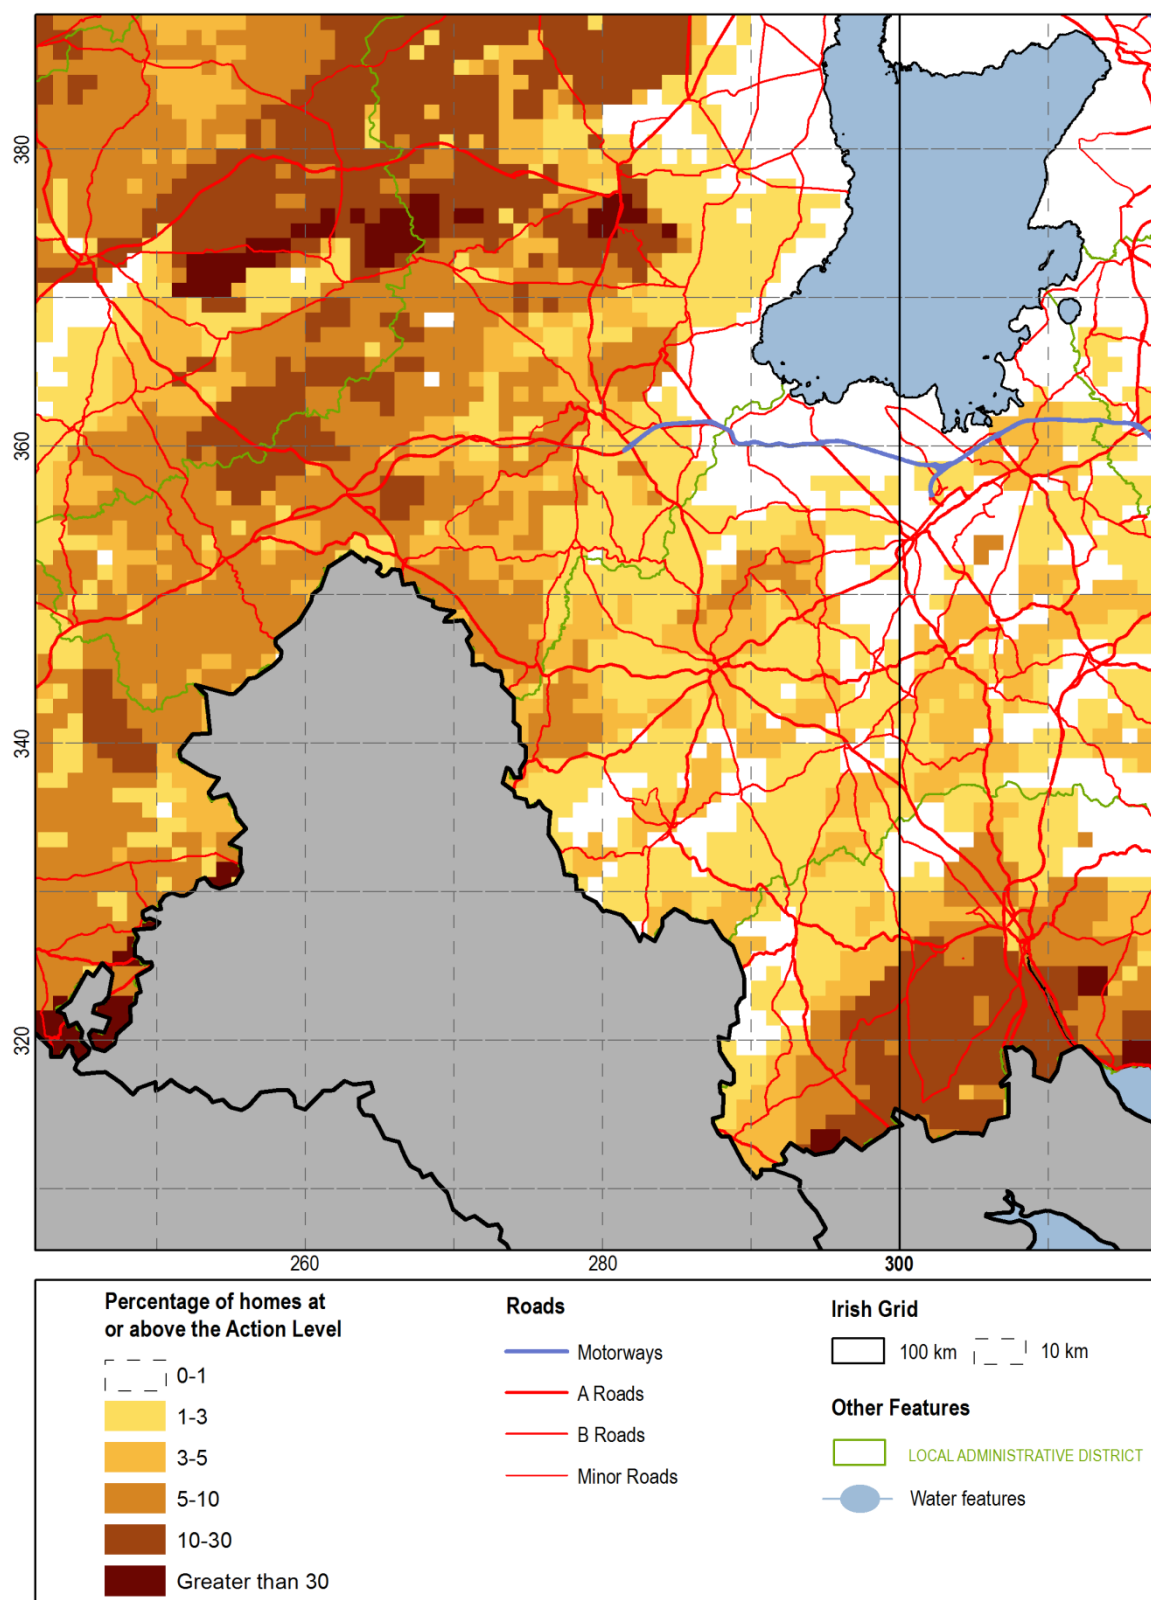 380
360
340
320
260
280
300
Percentage of homes at
or above the Action Level
0-1
1-3
3-5
5-10
10-30
Greater than 30
Roads
Motorways
A Roads
B Roads
Minor Roads
Irish Grid
100 km
10 km
Other Features
LOCAL ADMINISTRATIVE DISTRICT
Water features